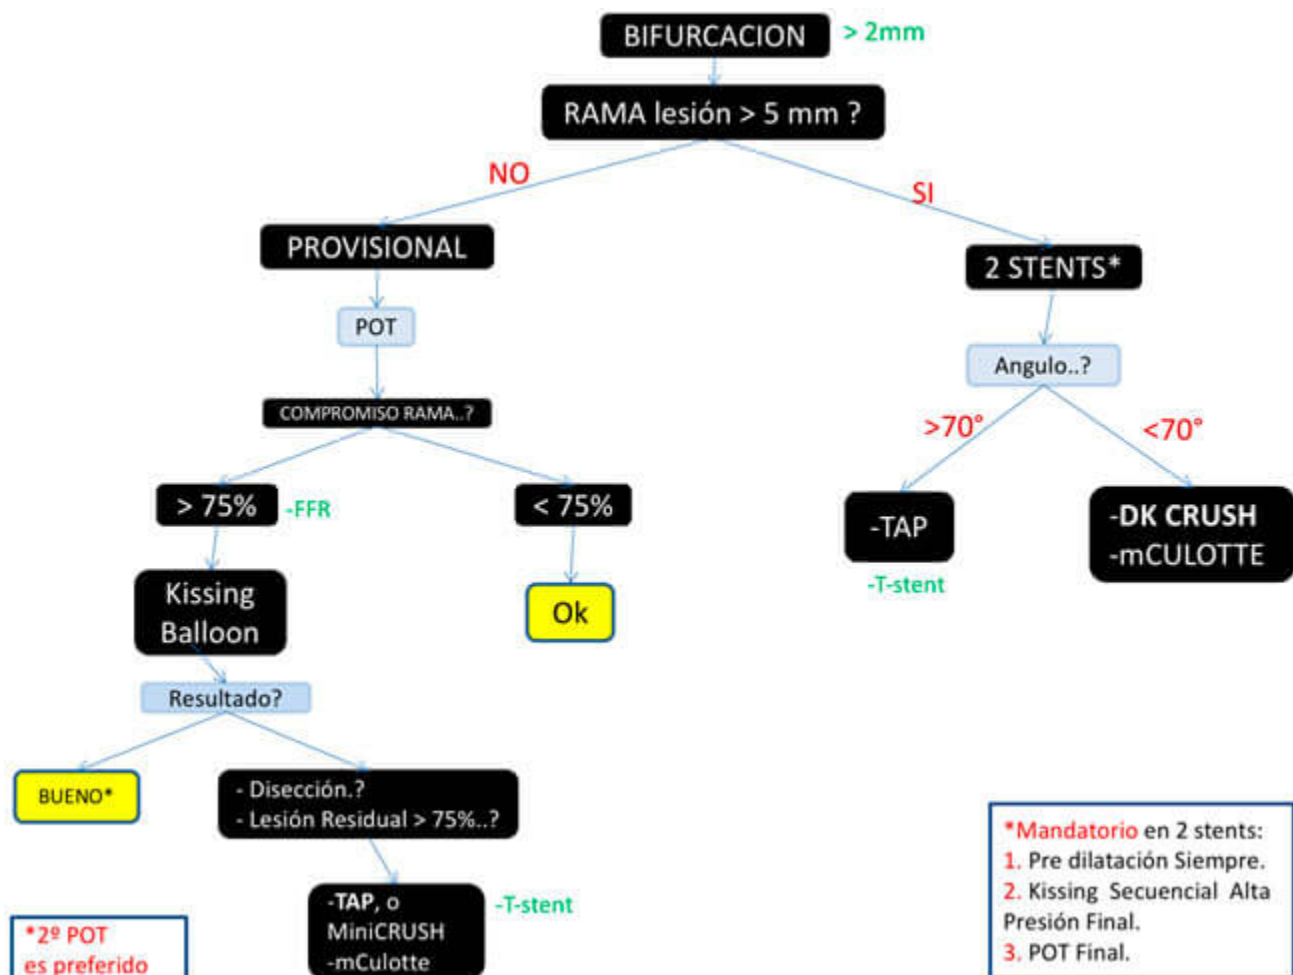 BIFURCACION
> 2mm
RAMA lesión > 5 mm ?
NO
SI
PROVISIONAL
2 STENTS*
POT
Angulo..?
COMPROMISO RAMA..?
>70°
<70°
> 75%
-FFR
< 75%
-TAP
-T-stent
-DK CRUSH
-mCULOTTE
Kissing
Balloon
Ok
Resultado?
BUENO*
- Disección.?
- Lesión Residual > 75%..?
-TAP, o
MiniCRUSH
-mCulotte
-T-stent
*2º POT
es preferido
*Mandatorio en 2 stents:
1. Pre dilatación Siempre.
2. Kissing Secuencial Alta
Presión Final.
3. POT Final.